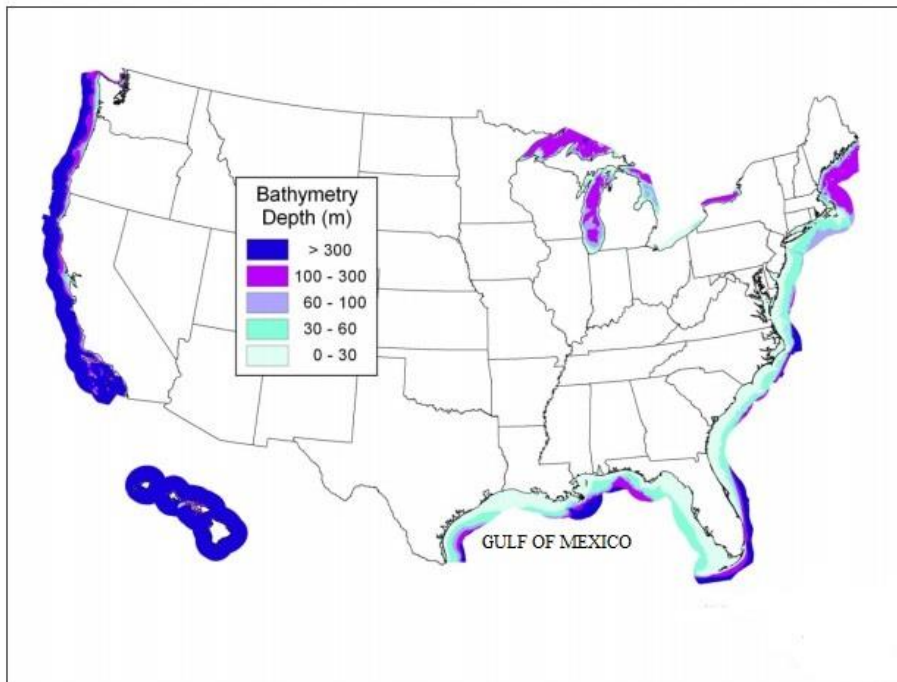 Bathymetry
Depth (m)
> 300
100 - 300
60 - 100
30 - 60
0 - 30
GULF OF MEXICO